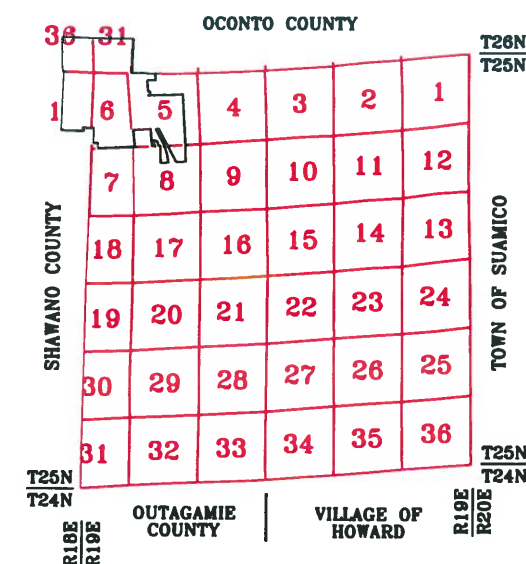 OCONTO COUNTY
36 31
T26N
T25N
1 6 5 4 3 2 1
7 8 9 10 11 12
18 17 16 15 14 13
19 20 21 22 23 24
30 29 28 27 26 25
31 32 33 34 35 36
SHAWANO COUNTY
TOWN OF SUAMICO
T25N
T24N
T25N
T24N
R18E
R19E
OUTAGAMIE
COUNTY
VILLAGE OF
HOWARD
R19E
R20E